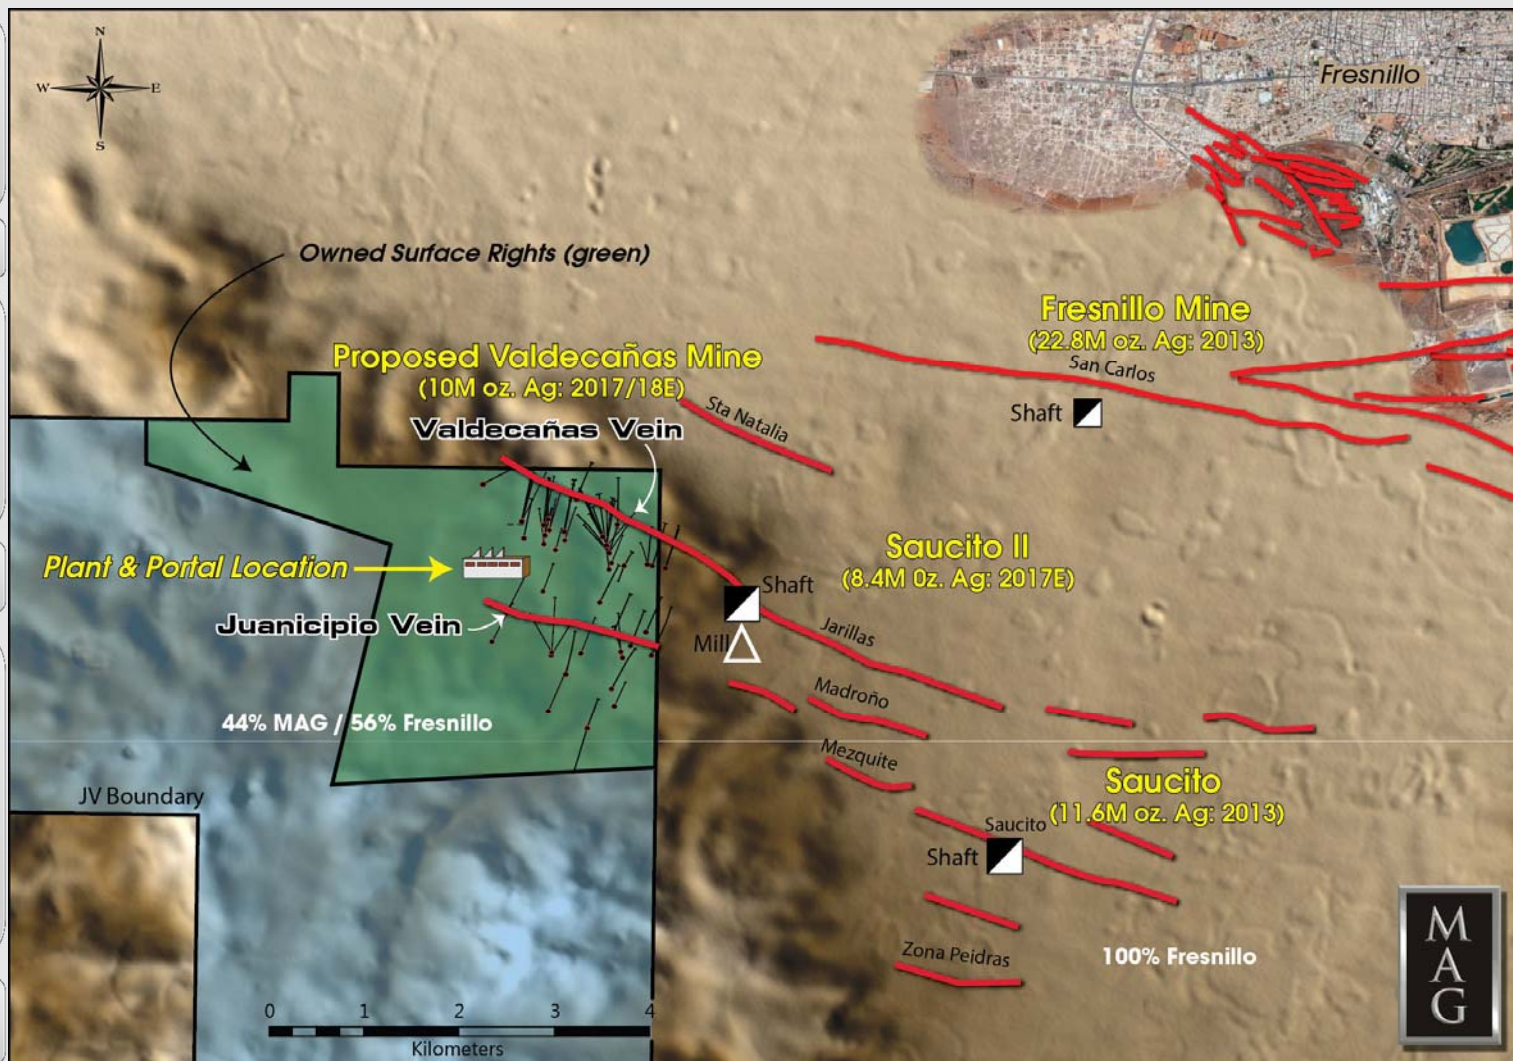 N
W E
S
Fresnillo
Owned Surface Rights (green)
Fresnillo Mine
(22.8M oz. Ag: 2013)
San Carlos
Shaft
Proposed Valdecañas Mine
(10M oz. Ag: 2017/18E)
Valdecañas Vein
Sta Natalia
Plant & Portal Location
Saucito II
(8.4M 0z. Ag: 2017E)
Shaft
Juanicipio Vein
Mill
Jarillas
Madroño
44% MAG / 56% Fresnillo
Mezquite
JV Boundary
Saucito
(11.6M oz. Ag: 2013)
Saucito
Shaft
Zona Peidras
100% Fresnillo
MAG
0 1 2 3 4
Kilometers